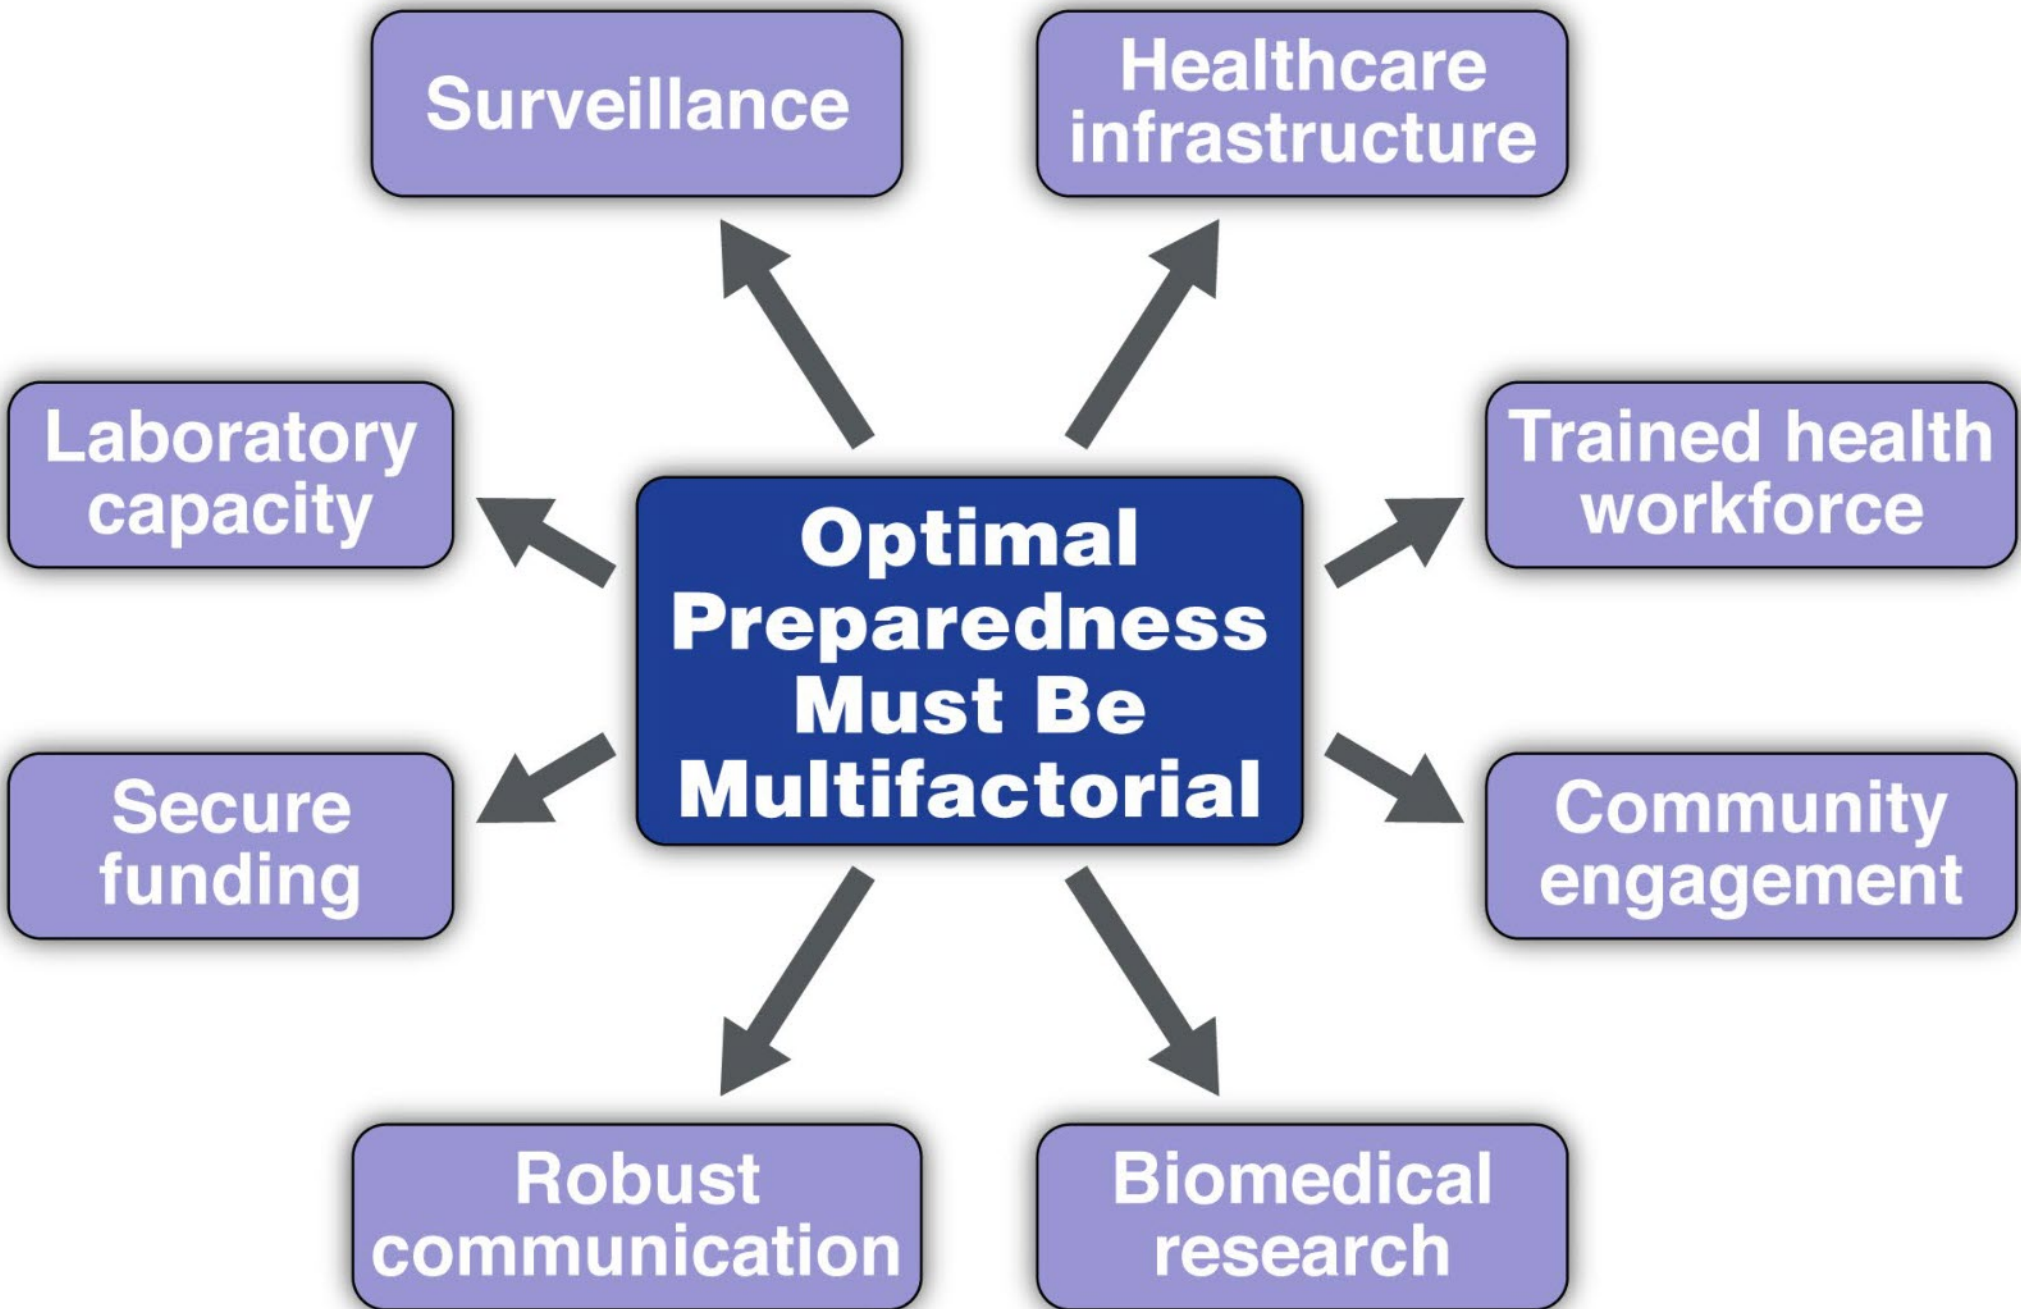 Surveillance
Healthcare
infrastructure
Laboratory
capacity
Trained health
workforce
Optimal
Preparedness
Must Be
Multifactorial
Secure
funding
Community
engagement
Robust
communication
Biomedical
research